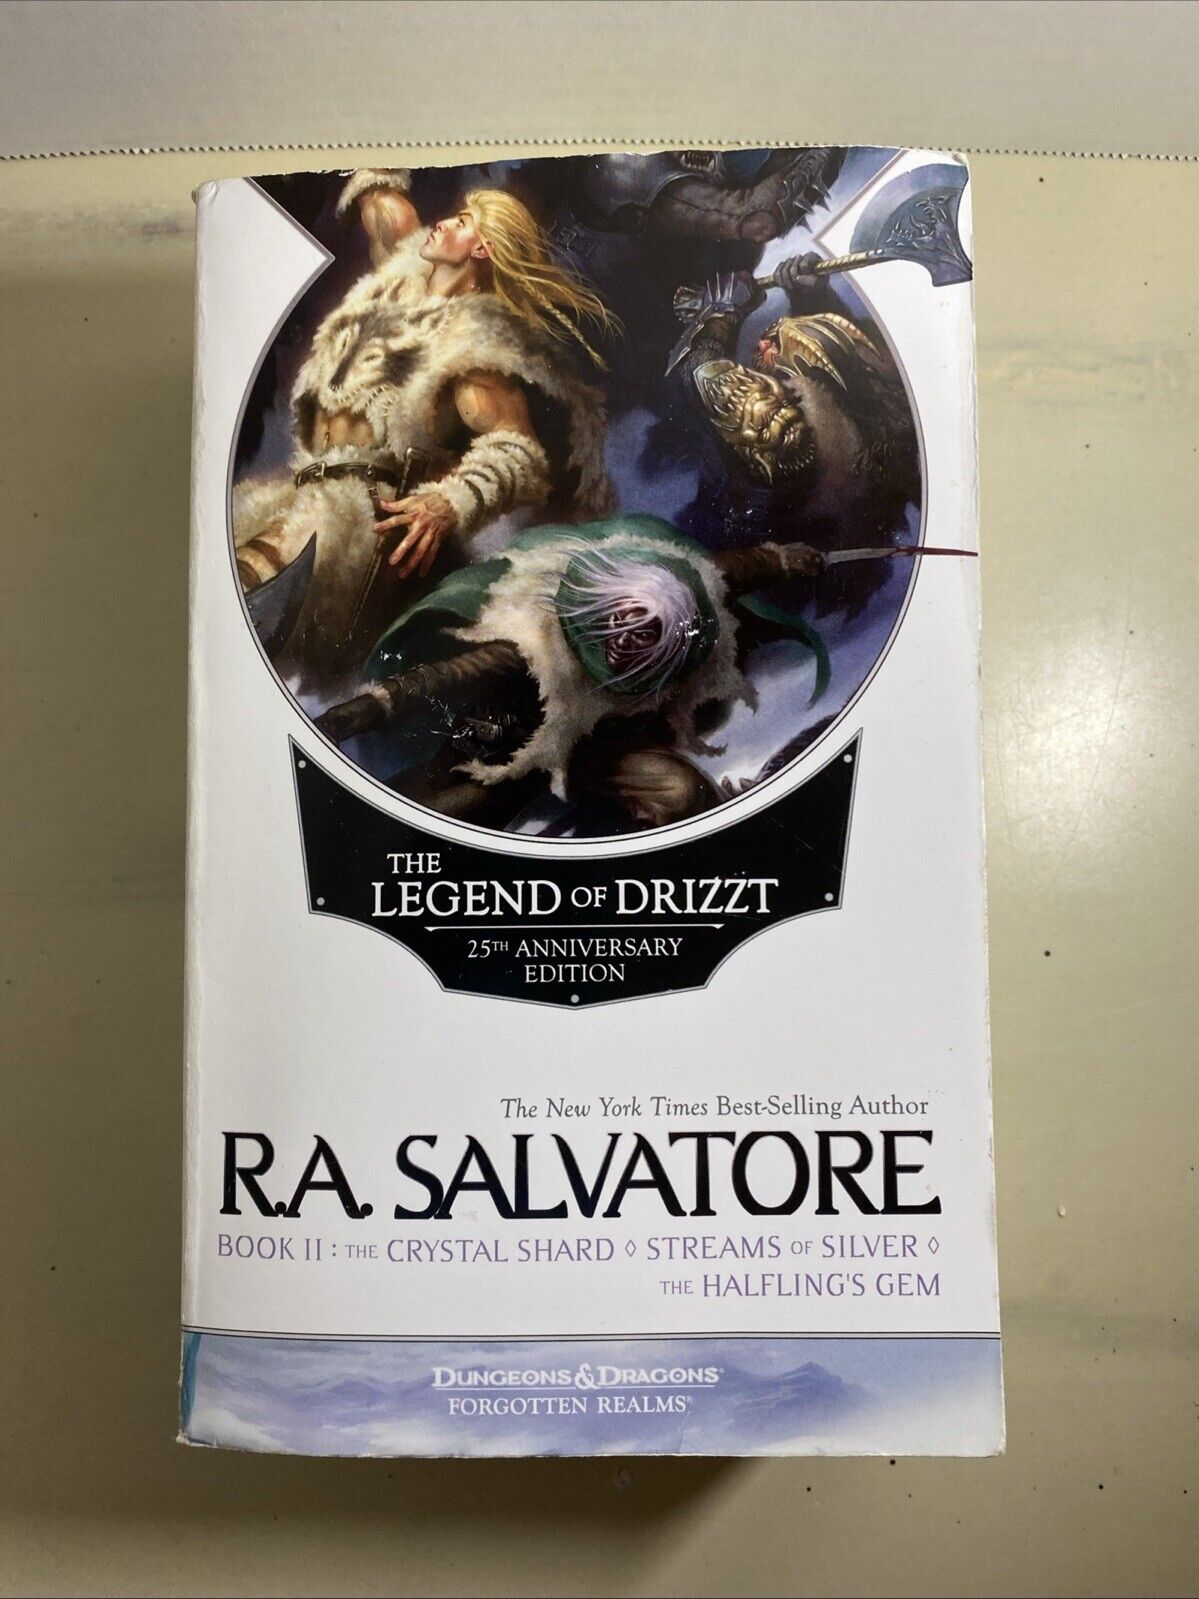 THE
LEGEND OF DRIZZT
25TH ANNIVERSARY
EDITION
The New York Times Best-Selling Author
R.A. SALVATORE
BOOK II: THE CRYSTAL SHARD ◊ STREAMS OF SILVER ◊
THE HALFLING'S GEM
DUNGEONS & DRAGONS®
FORGOTTEN REALMS®